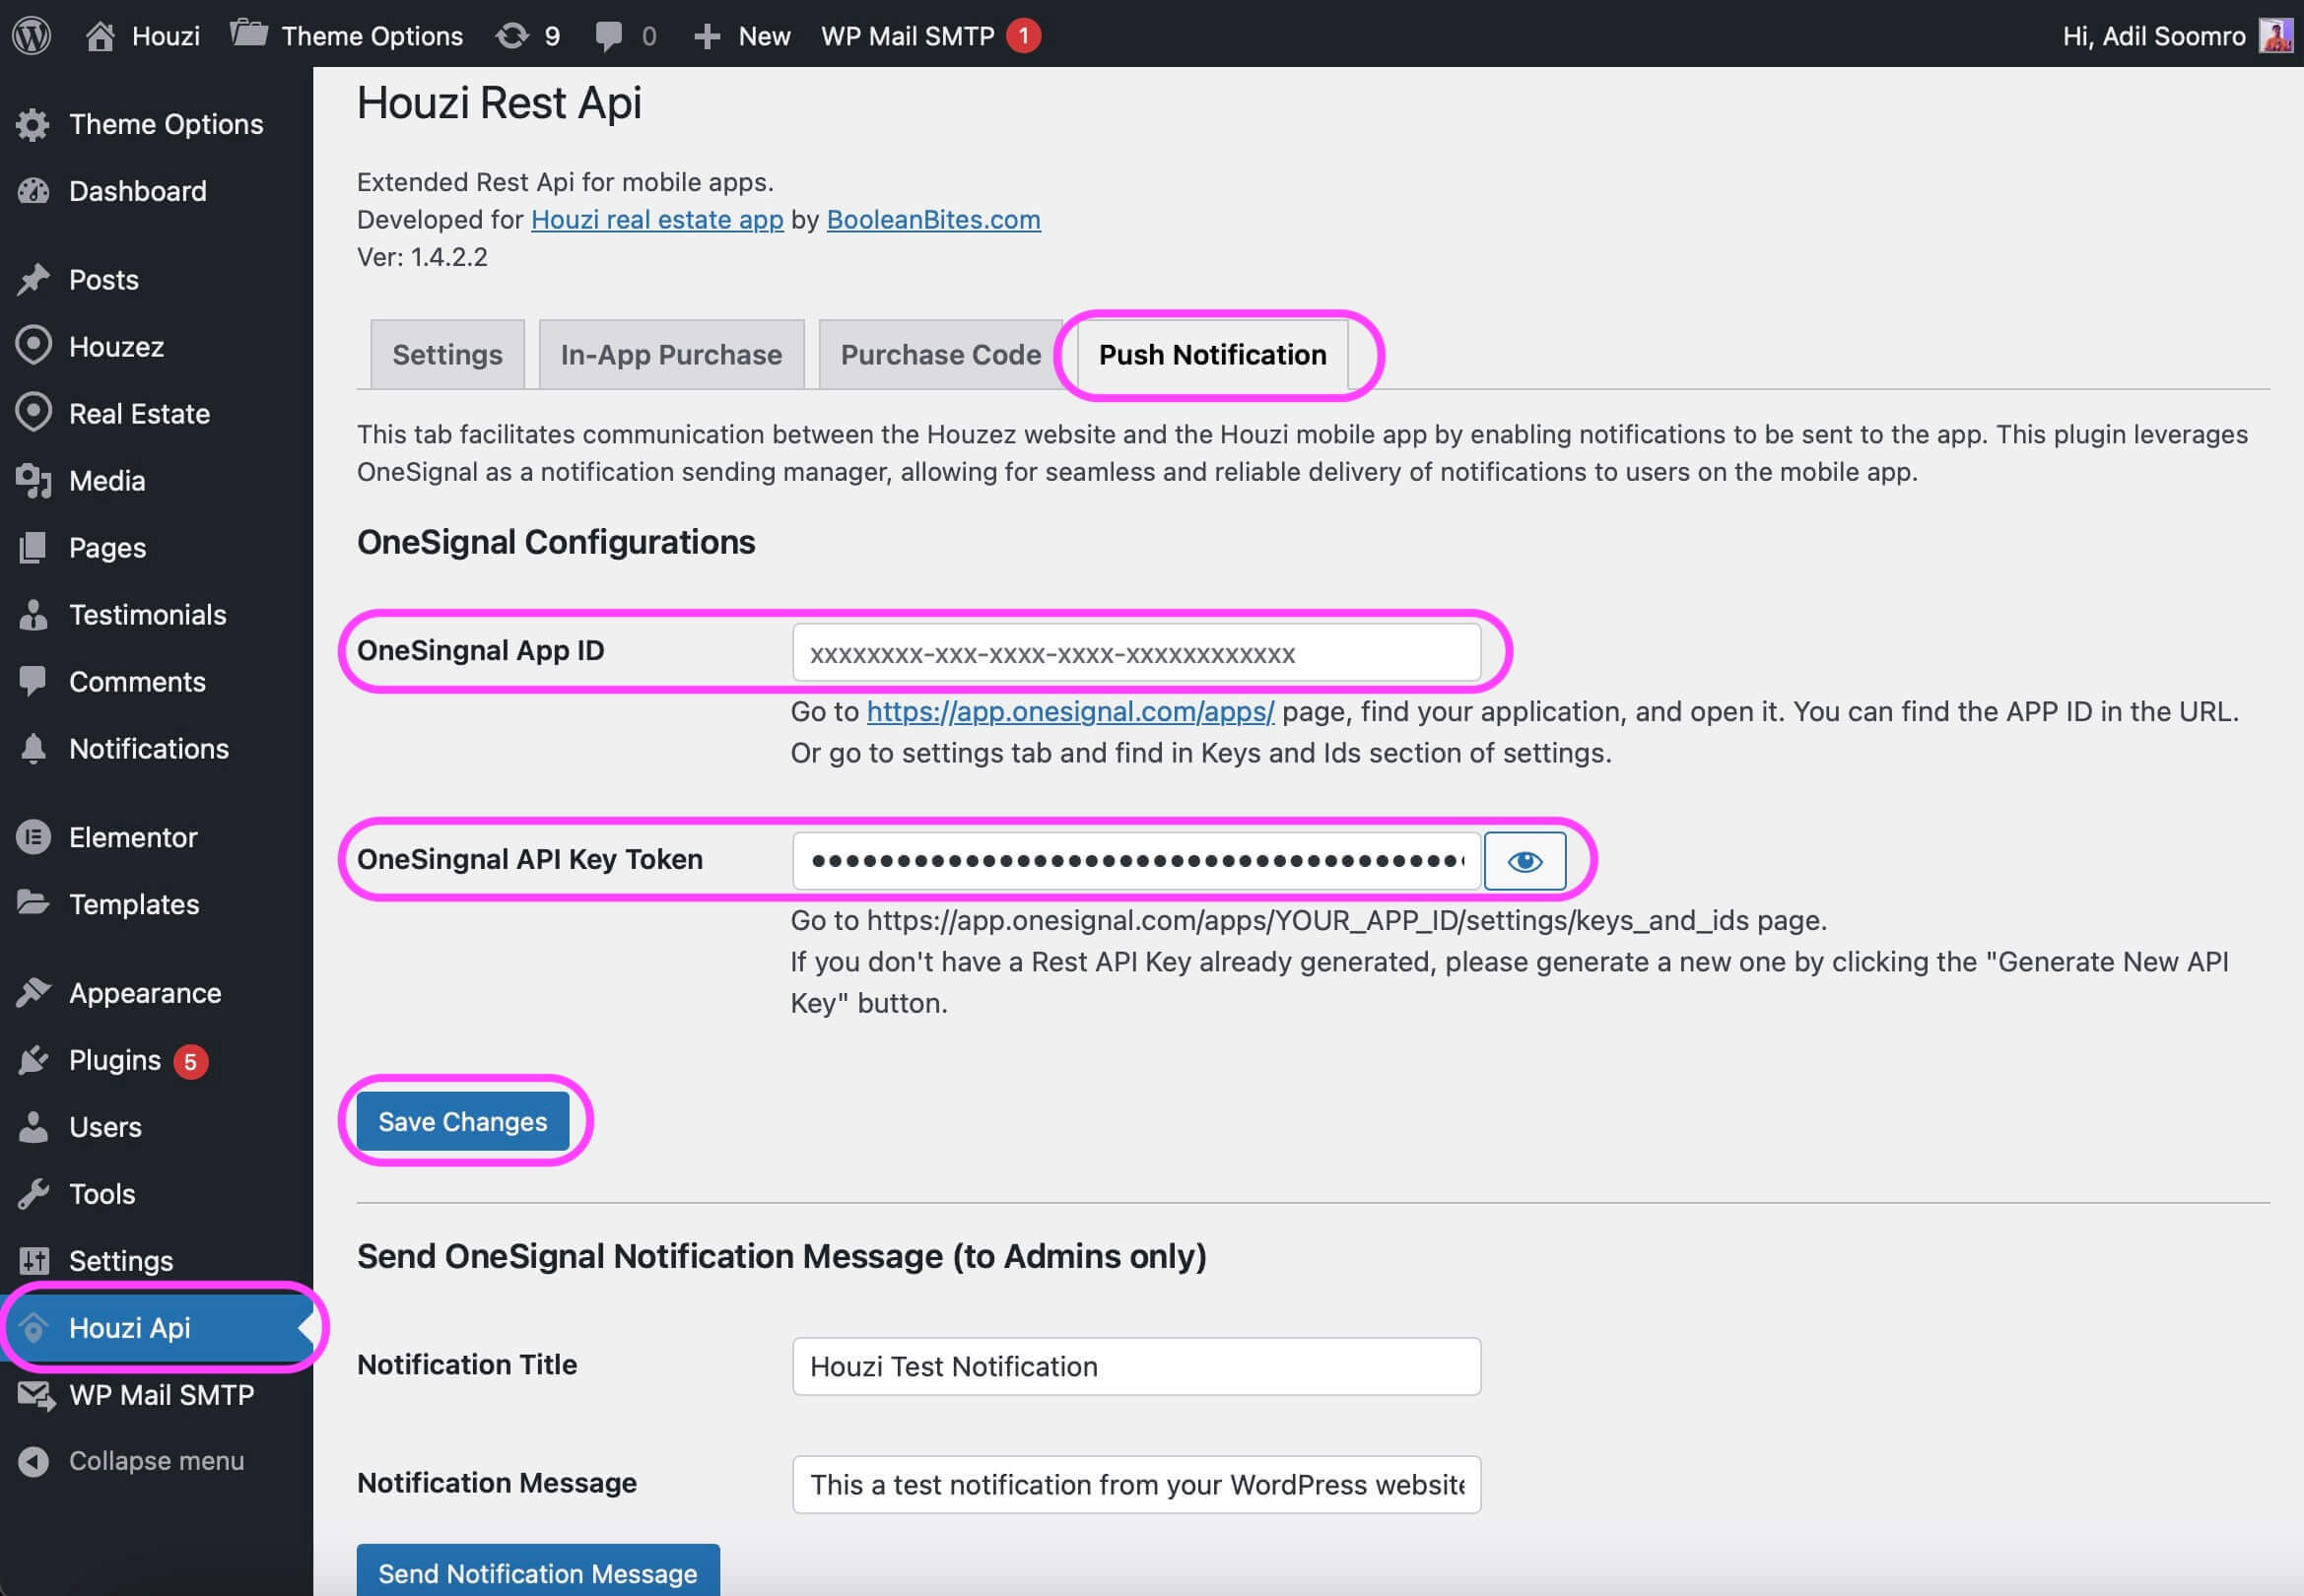 Houzi
Theme Options
9
0
New
WP Mail SMTP
1
Hi, Adil Soomro
Theme Options
Dashboard
Posts
Houzez
Real Estate
Media
Pages
Testimonials
Comments
Notifications
Elementor
Templates
Appearance
Plugins 5
Users
Tools
Settings
Houzi Api
WP Mail SMTP
Collapse menu
Houzi Rest Api
Extended Rest Api for mobile apps.
Developed for Houzi real estate app by BooleanBites.com
Ver: 1.4.2.2
Settings
In-App Purchase
Purchase Code
Push Notification
This tab facilitates communication between the Houzez website and the Houzi mobile app by enabling notifications to be sent to the app. This plugin leverages
OneSignal as a notification sending manager, allowing for seamless and reliable delivery of notifications to users on the mobile app.
OneSignal Configurations
OneSingnal App ID
xxxxxxxx-xxx-xxxx-xxxx-xxxxxxxxxxxx
Go to https://app.onesignal.com/apps/ page, find your application, and open it. You can find the APP ID in the URL.
Or go to settings tab and find in Keys and Ids section of settings.
OneSingnal API Key Token
Go to https://app.onesignal.com/apps/YOUR_APP_ID/settings/keys_and_ids page.
If you don't have a Rest API Key already generated, please generate a new one by clicking the "Generate New API
Key" button.
Save Changes
Send OneSignal Notification Message (to Admins only)
Notification Title
Houzi Test Notification
Notification Message
This a test notification from your WordPress website
Send Notification Message